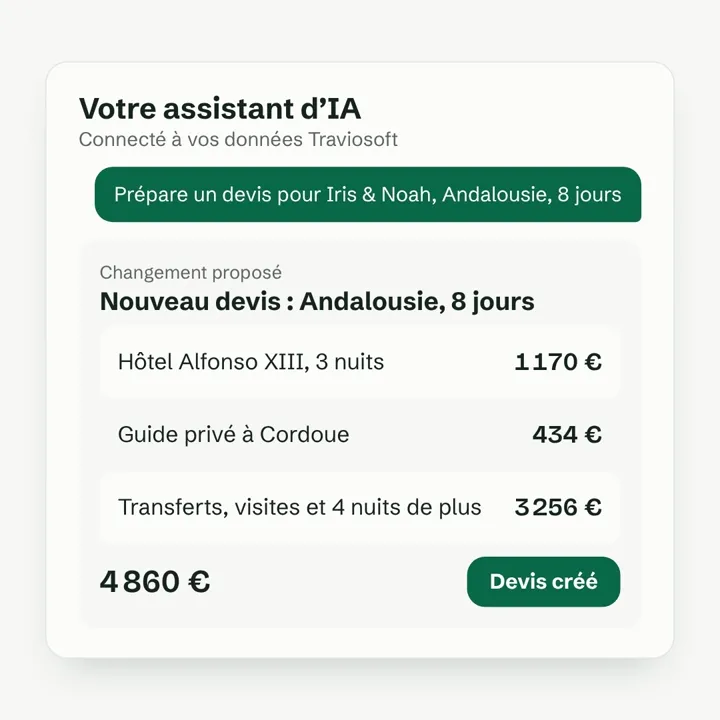 Votre assistant d’IA
Connecté à vos données Traviosoft
Prépare un devis pour Iris & Noah, Andalousie, 8 jours
Changement proposé
Nouveau devis : Andalousie, 8 jours
Hôtel Alfonso XIII, 3 nuits 1 170 €
Guide privé à Cordoue 434 €
Transferts, visites et 4 nuits de plus 3 256 €
4 860 € Devis créé